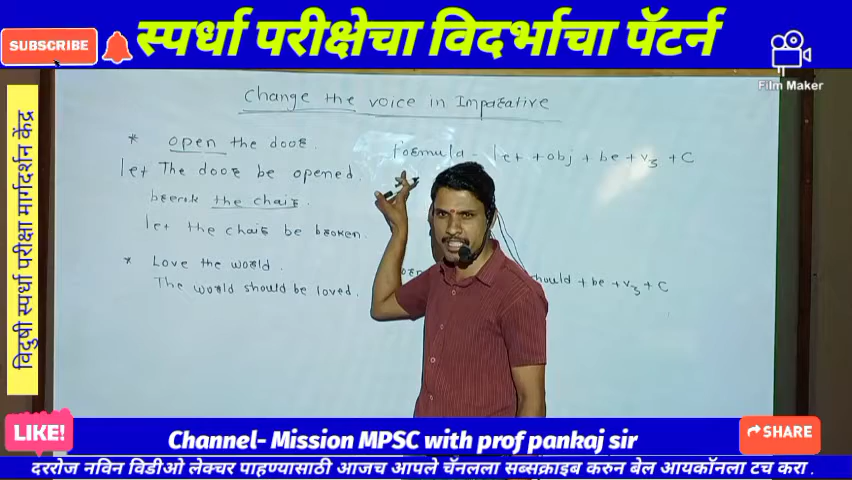 SUBSCRIBE
स्पर्धा परीक्षेचा विदर्भाचा पॅटर्न
Film Maker
विदुषी स्पर्धा परीक्षा मार्गदर्शन केंद्र
Change the voice in Imparative
* open the door.
let The door be opened.
the chair.
let the chair be broken.
* Love the world.
The world should be loved.
Formula - let + obj + be + V3 + C
should + be + V3 + C
LIKE!
SHARE
Channel- Mission MPSC with prof pankaj sir
दररोज नविन विडीओ लेक्चर पाहण्यासाठी आजच आपले चॅनलला सब्सक्राइब करुन बेल आयकॉनला टच करा .